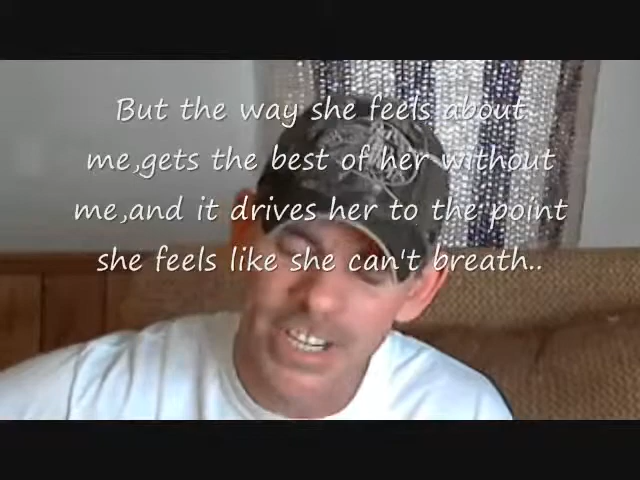 But the way she feels about
me,gets the best of her without
me,and it drives her to the point
she feels like she can't breath..